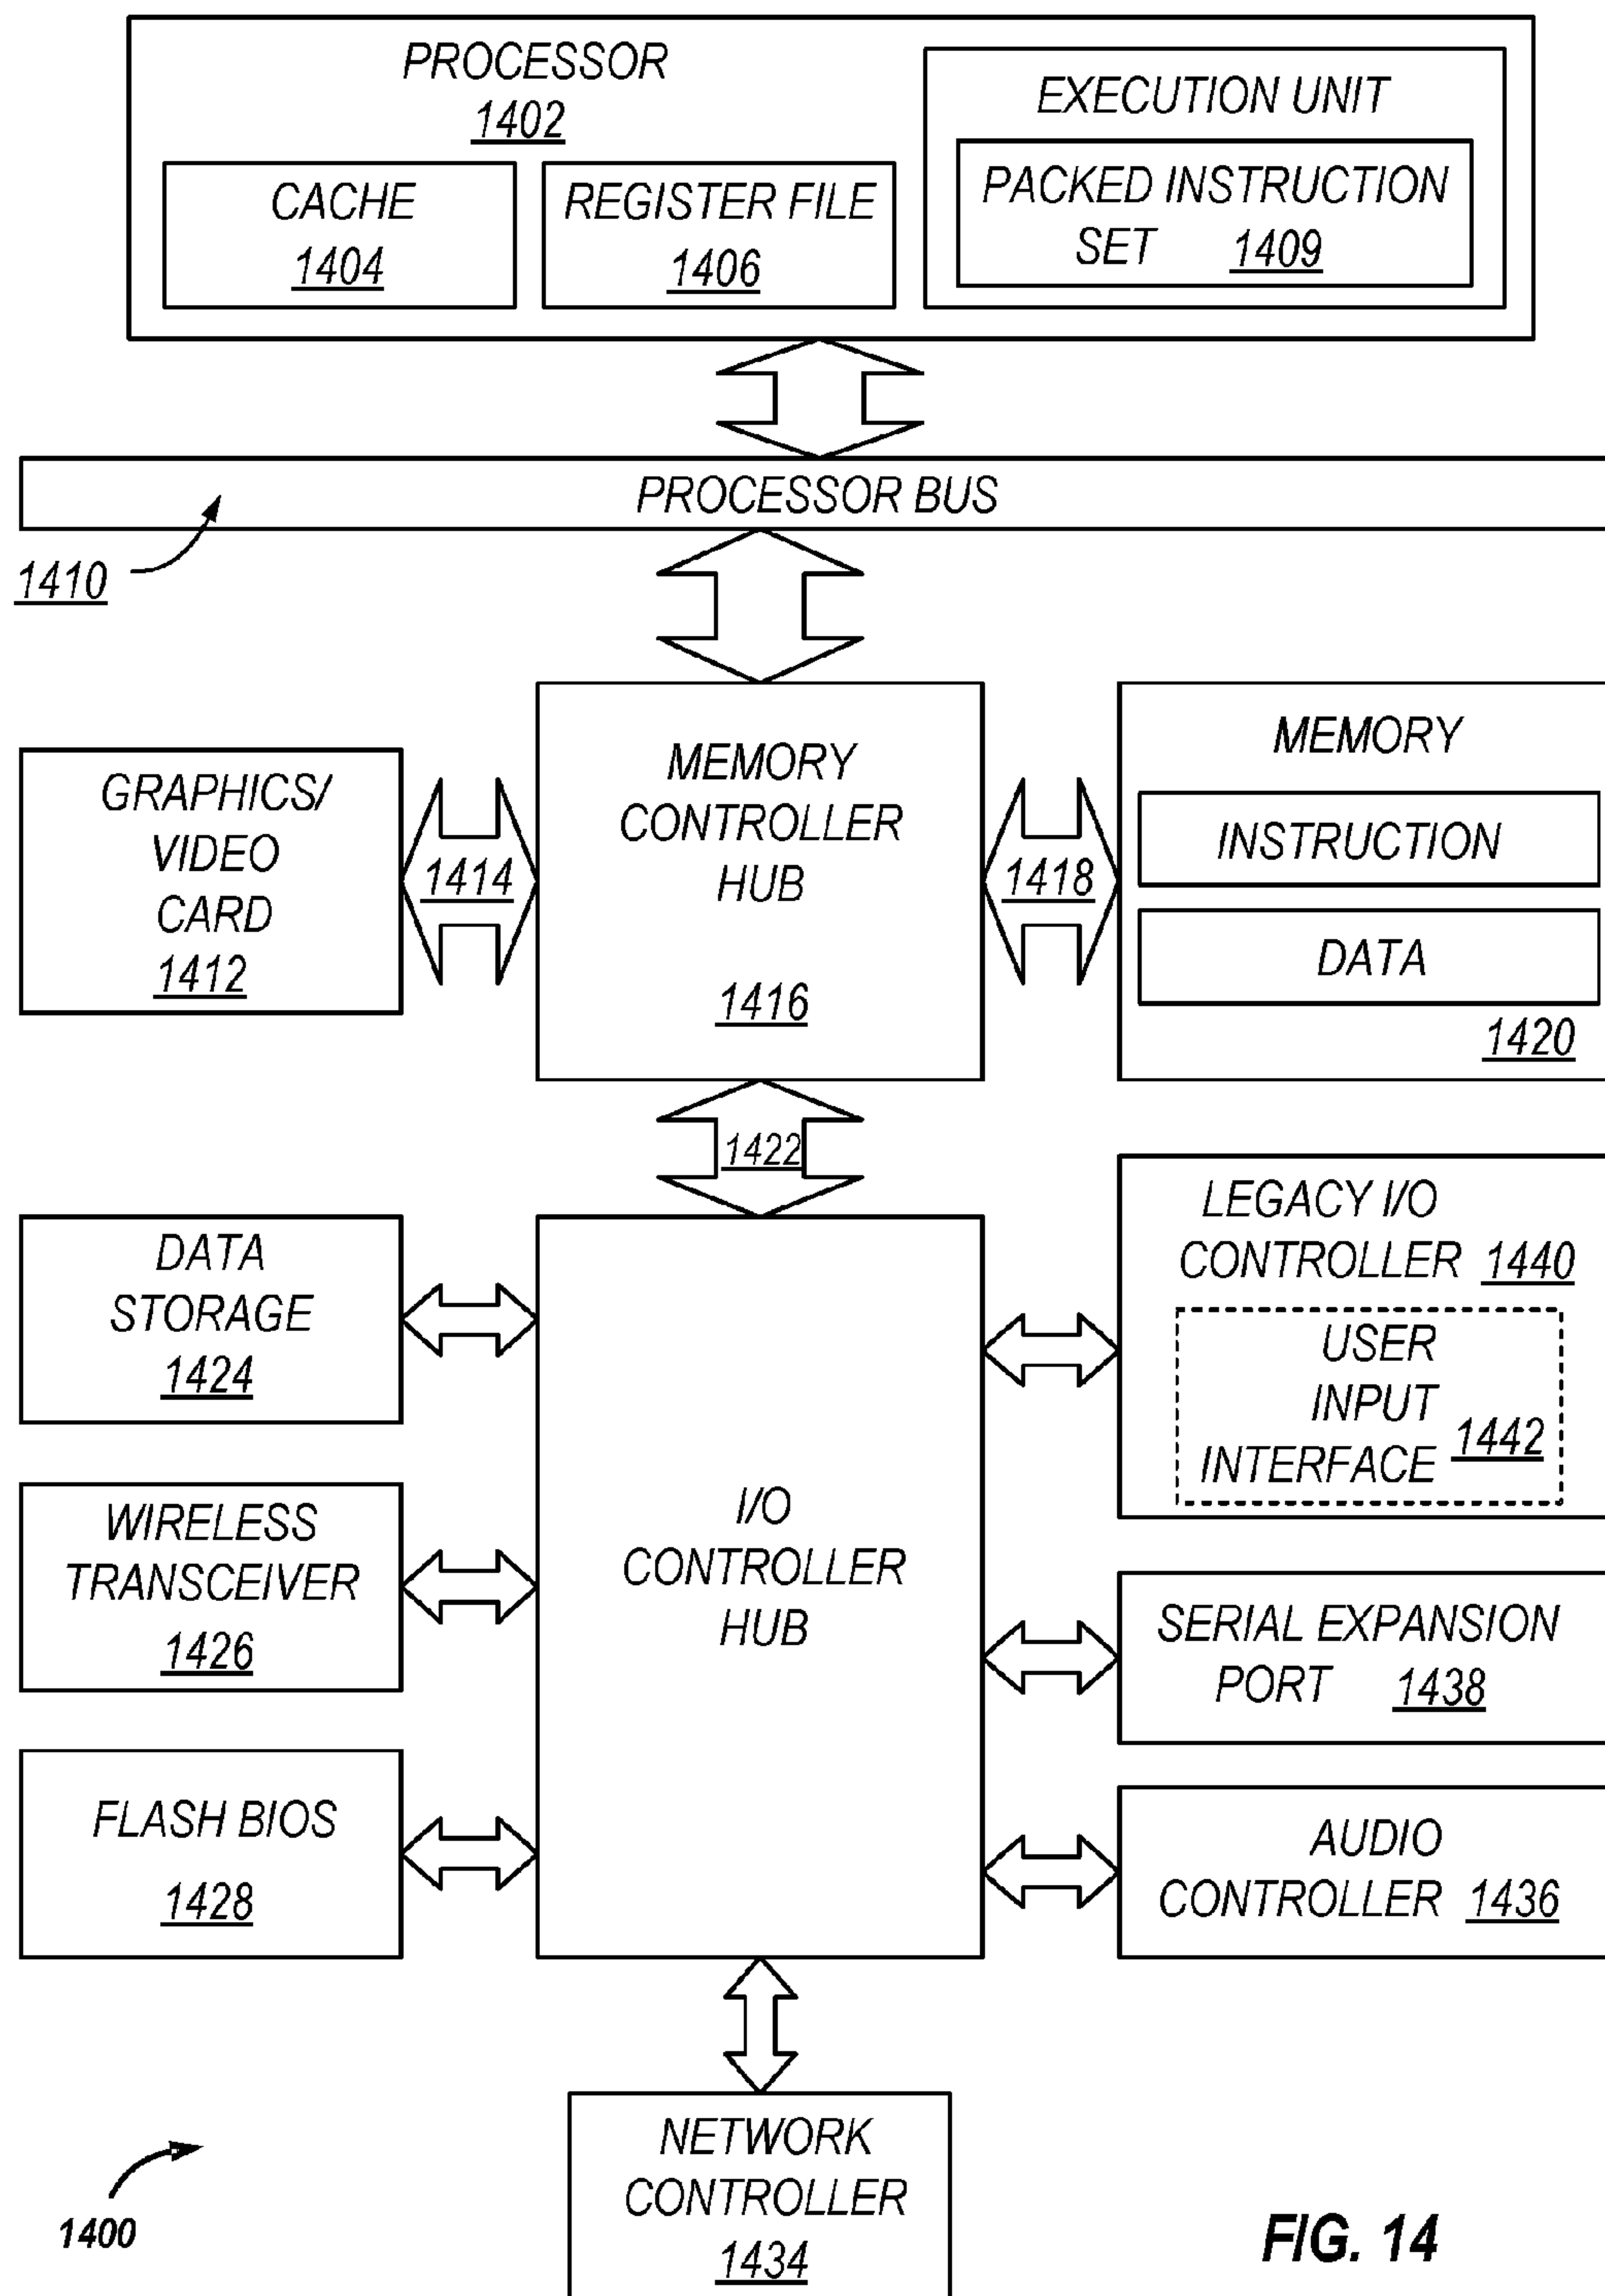 PROCESSOR
1402
CACHE
1404
REGISTER FILE
1406
EXECUTION UNIT
PACKED INSTRUCTION
SET 1409
PROCESSOR BUS
1410
GRAPHICS/
VIDEO
CARD
1412
1414
MEMORY
CONTROLLER
HUB
1416
1418
MEMORY
INSTRUCTION
DATA
1420
1422
DATA
STORAGE
1424
WIRELESS
TRANSCEIVER
1426
FLASH BIOS
1428
I/O
CONTROLLER
HUB
LEGACY I/O
CONTROLLER 1440
USER
INPUT
INTERFACE 1442
SERIAL EXPANSION
PORT 1438
AUDIO
CONTROLLER 1436
NETWORK
CONTROLLER
1434
1400
FIG. 14